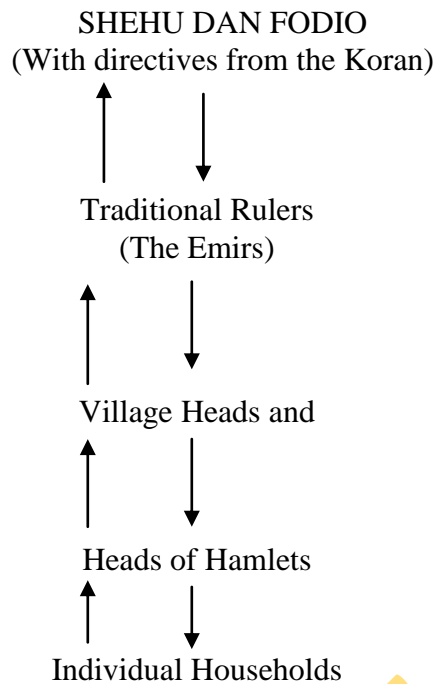 SHEHU DAN FODIO
(With directives from the Koran)
Traditional Rulers
(The Emirs)
Village Heads and
Heads of Hamlets
Individual Households